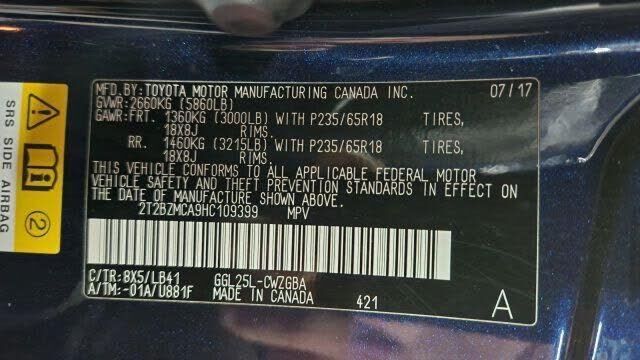 MFD. BY: TOYOTA MOTOR MANUFACTURING CANADA INC. 07/17
GVWR: 2660KG (5860LB)
GAWR: FRT. 1360KG (3000LB) WITH P235/65R18 TIRES,
18X8J RIMS.
RR. 1460KG (3215LB) WITH P235/65R18 TIRES,
18X8J RIMS.
THIS VEHICLE CONFORMS TO ALL APPLICABLE FEDERAL MOTOR
VEHICLE SAFETY AND THEFT PREVENTION STANDARDS IN EFFECT ON
THE DATE OF MANUFACTURE SHOWN ABOVE.
2T2BZMCA9HC109399 MPV
C/TR: 8X5/LB41 GGL25L-CWZGBA
A/TM: -01A/U881F MADE IN CANADA 421 A
SRS SIDE AIRBAG
2